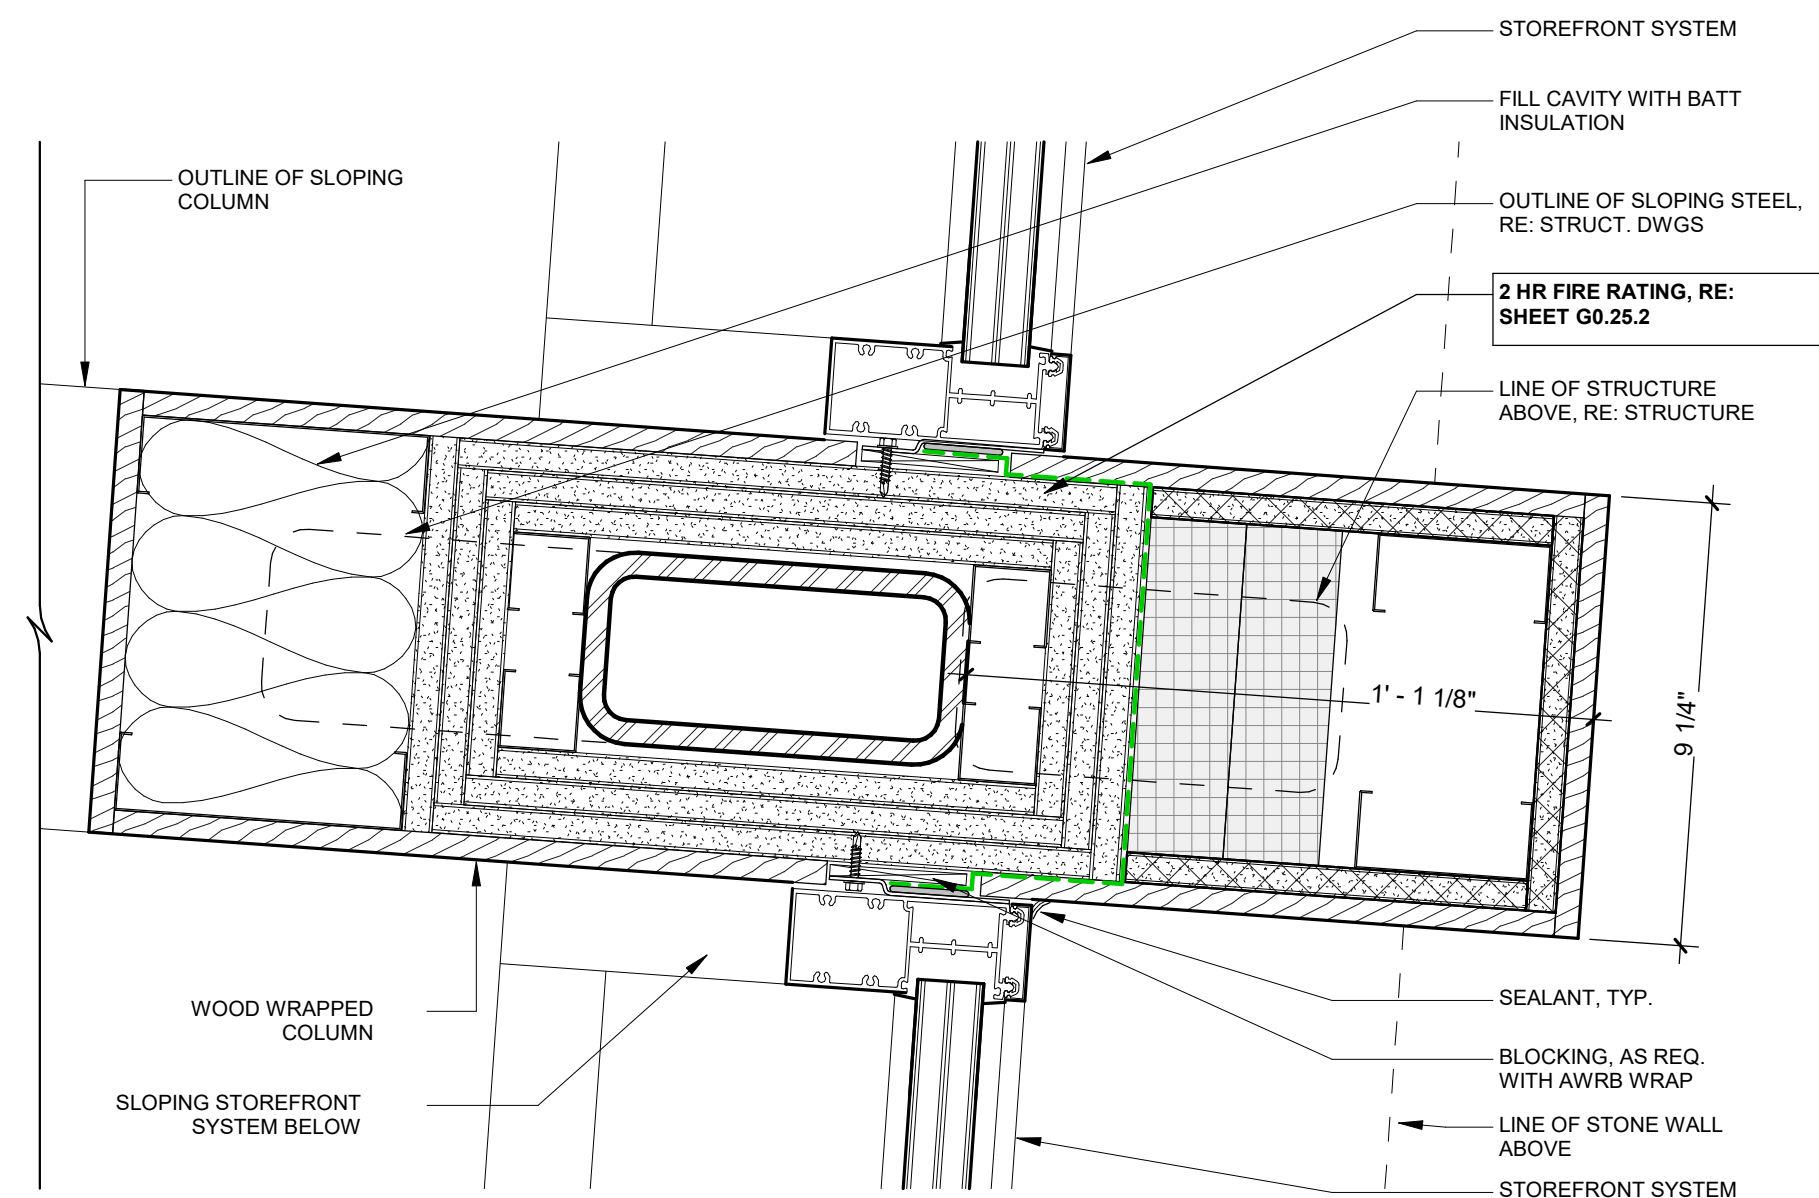 STOREFRONT SYSTEM
FILL CAVITY WITH BATT
INSULATION
OUTLINE OF SLOPING
COLUMN
OUTLINE OF SLOPING STEEL,
RE: STRUCT. DWGS
2 HR FIRE RATING, RE:
SHEET G0.25.2
LINE OF STRUCTURE
ABOVE, RE: STRUCTURE
1' - 1 1/8"
9 1/4"
WOOD WRAPPED
COLUMN
SEALANT, TYP.
BLOCKING, AS REQ.
WITH AWRB WRAP
SLOPING STOREFRONT
SYSTEM BELOW
LINE OF STONE WALL
ABOVE
STOREFRONT SYSTEM